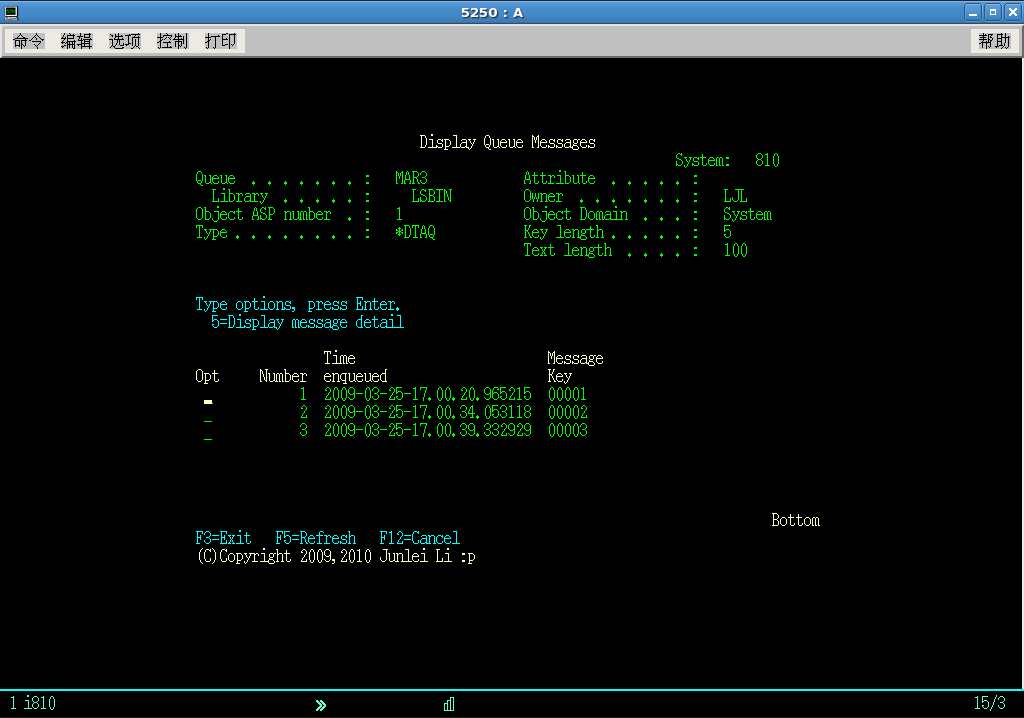 5250 : A
命令 编辑 选项 控制 打印 帮助
Display Queue Messages
System: 810
Queue . . . . . . . : MAR3 Attribute . . . . . :
Library . . . . . : LSBIN Owner . . . . . . . : LJL
Object ASP number . : 1 Object Domain . . . : System
Type . . . . . . . . : *DTAQ Key length . . . . . : 5
Text length . . . . : 100
Type options, press Enter.
5=Display message detail
Time Message
Opt Number enqueued Key
1 2009-03-25-17.00.20.965215 00001
_ 2 2009-03-25-17.00.34.053118 00002
_ 3 2009-03-25-17.00.39.332929 00003
Bottom
F3=Exit F5=Refresh F12=Cancel
(C)Copyright 2009,2010 Junlei Li :p
1 i810 15/3